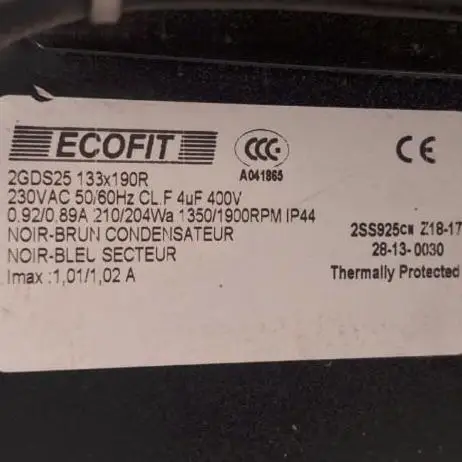 ECOFIT
CCC
A041865
CE
2GDS25 133x190R
230VAC 50/60Hz CL.F 4uF 400V
0.92/0.89A 210/204Wa 1350/1900RPM IP44
NOIR-BRUN CONDENSATEUR
NOIR-BLEU SECTEUR
Imax :1,01/1,02 A
2SS925CN Z18-17
28-13-0030
Thermally Protected